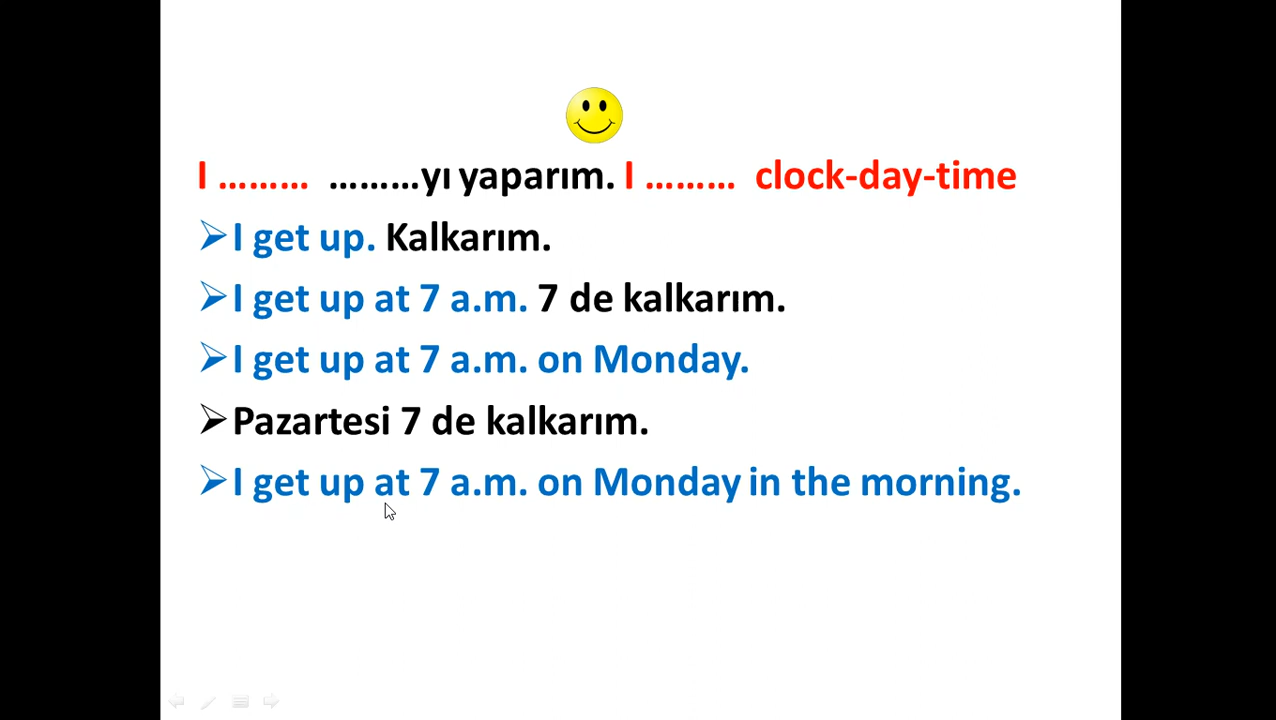 I ……… ………yı yaparım. I ……… clock-day-time
I get up. Kalkarım.
I get up at 7 a.m. 7 de kalkarım.
I get up at 7 a.m. on Monday.
Pazartesi 7 de kalkarım.
I get up at 7 a.m. on Monday in the morning.